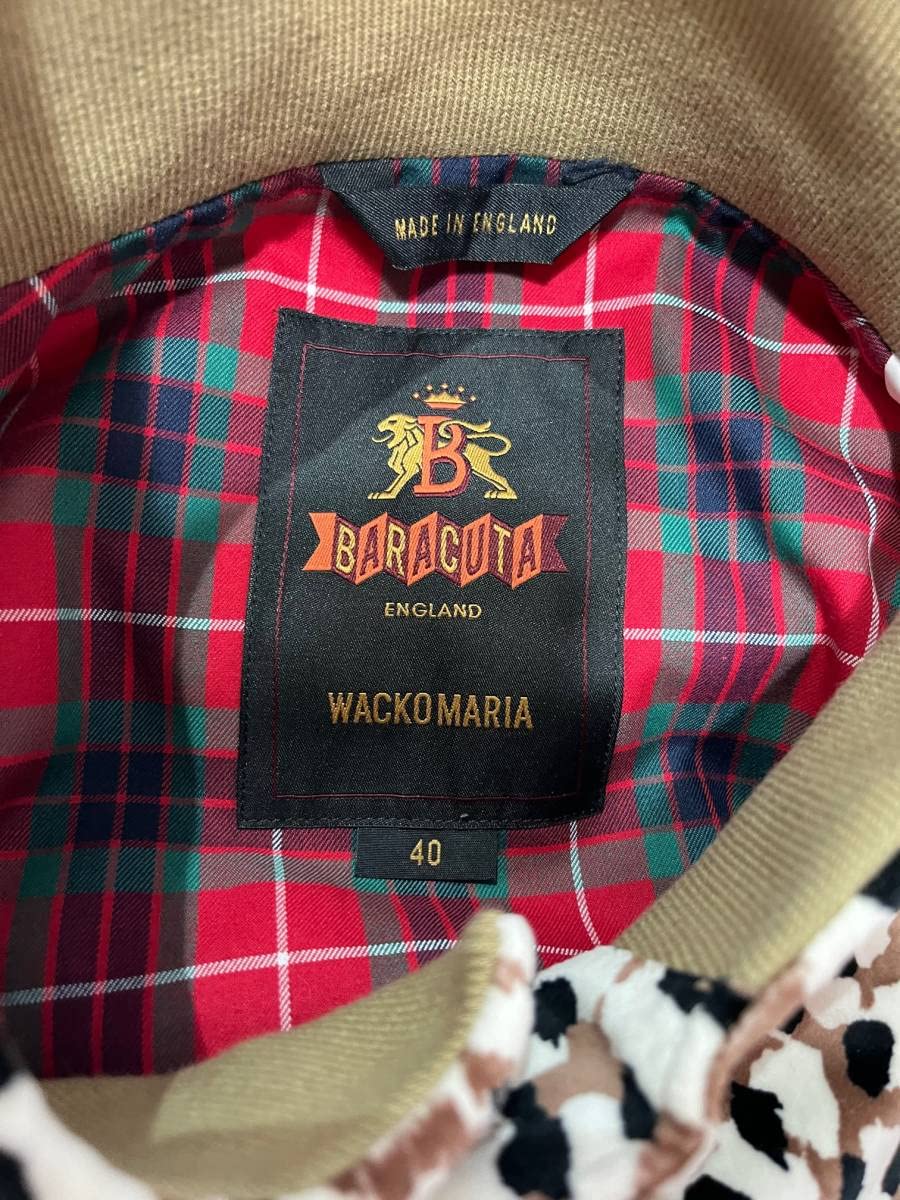 MADE IN ENGLAND
B
BARACUTA
ENGLAND
WACKOMARIA
40